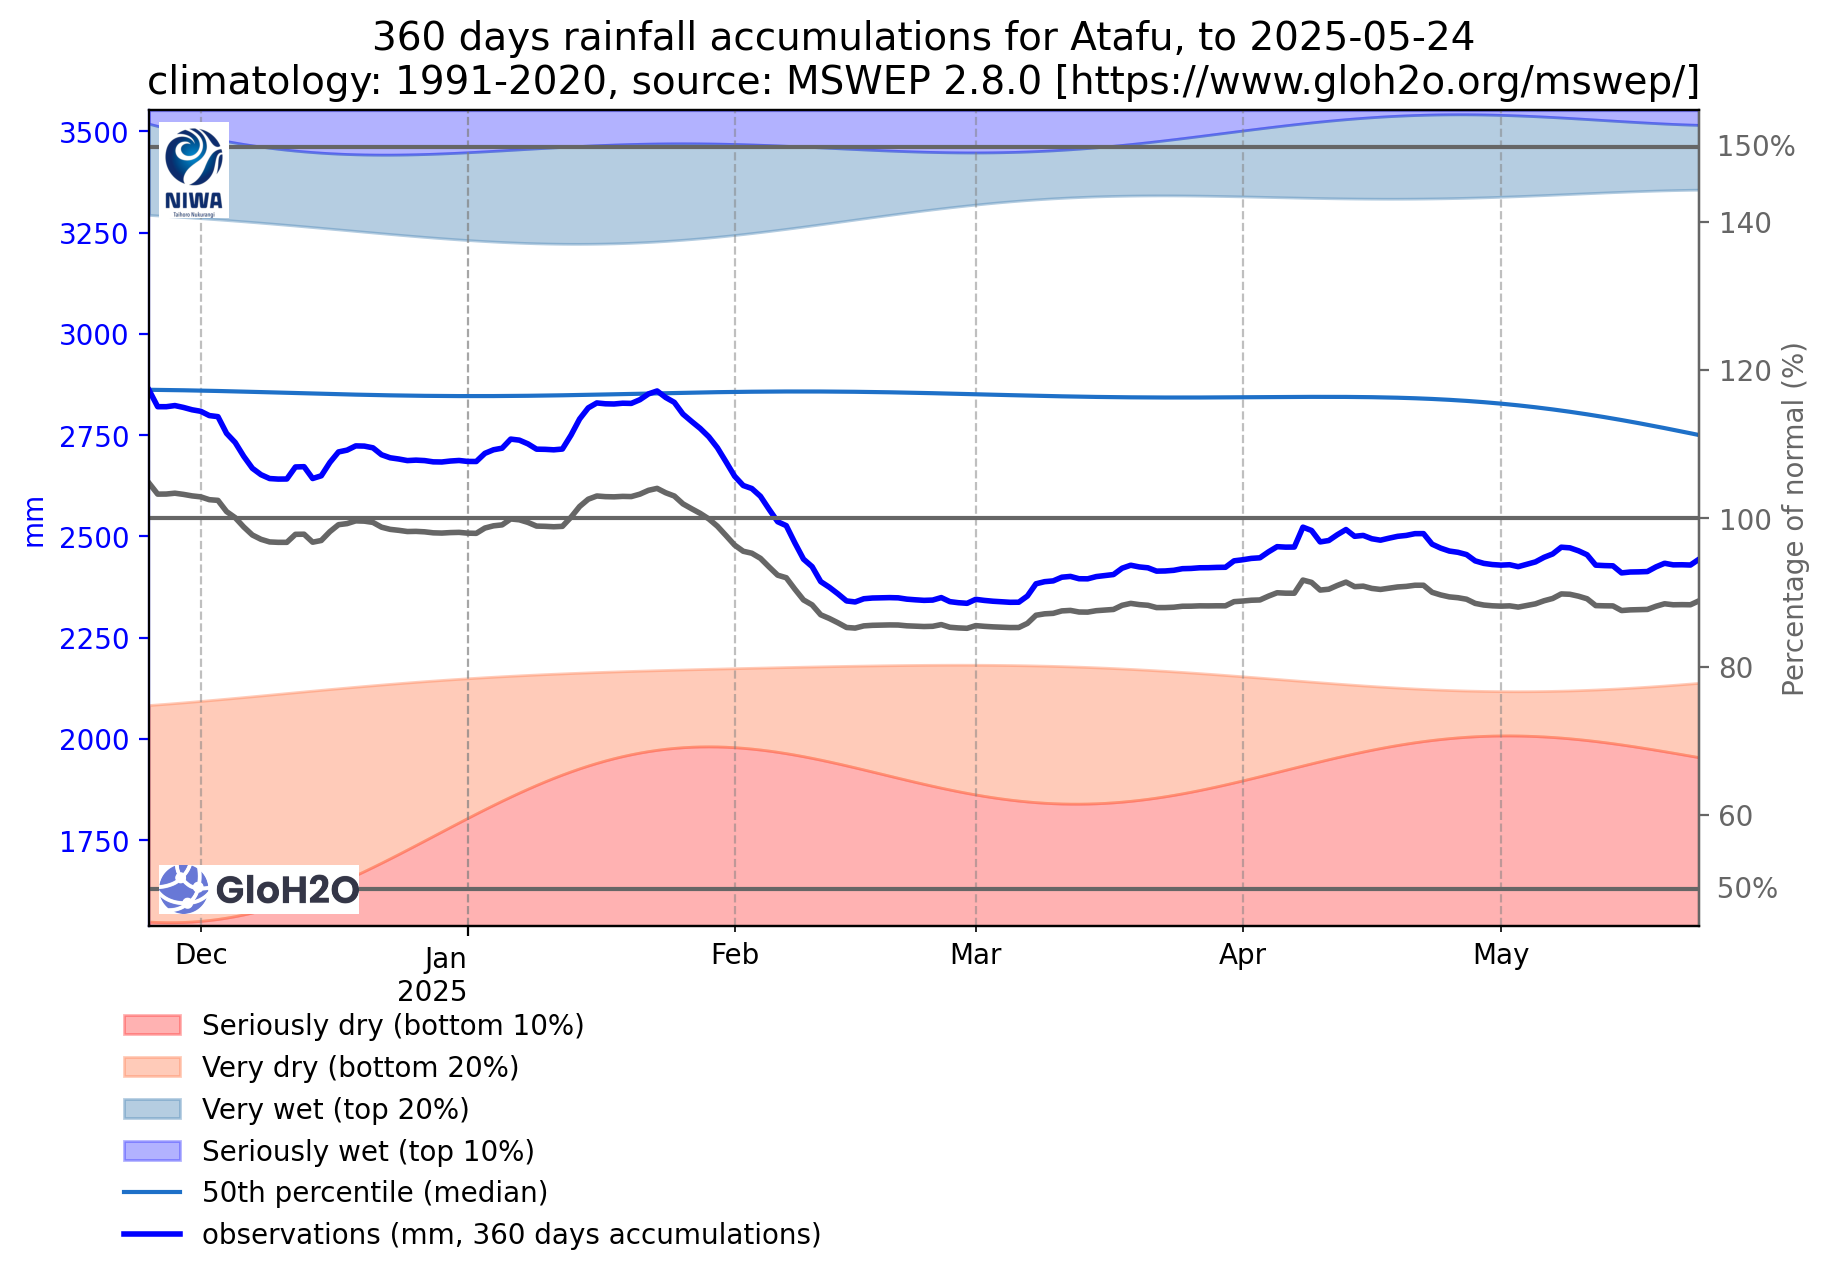 360 days rainfall accumulations for Atafu, to 2025-05-24
climatology: 1991-2020, source: MSWEP 2.8.0 [https://www.gloh2o.org/mswep/]
3500
3250
3000
2750
2500
2250
2000
1750
mm
NIWA
Taihoro Nukurangi
GloH2O
150%
140
120
100
80
60
50%
Percentage of normal (%)
Dec
Jan
2025
Feb
Mar
Apr
May
Seriously dry (bottom 10%)
Very dry (bottom 20%)
Very wet (top 20%)
Seriously wet (top 10%)
50th percentile (median)
observations (mm, 360 days accumulations)